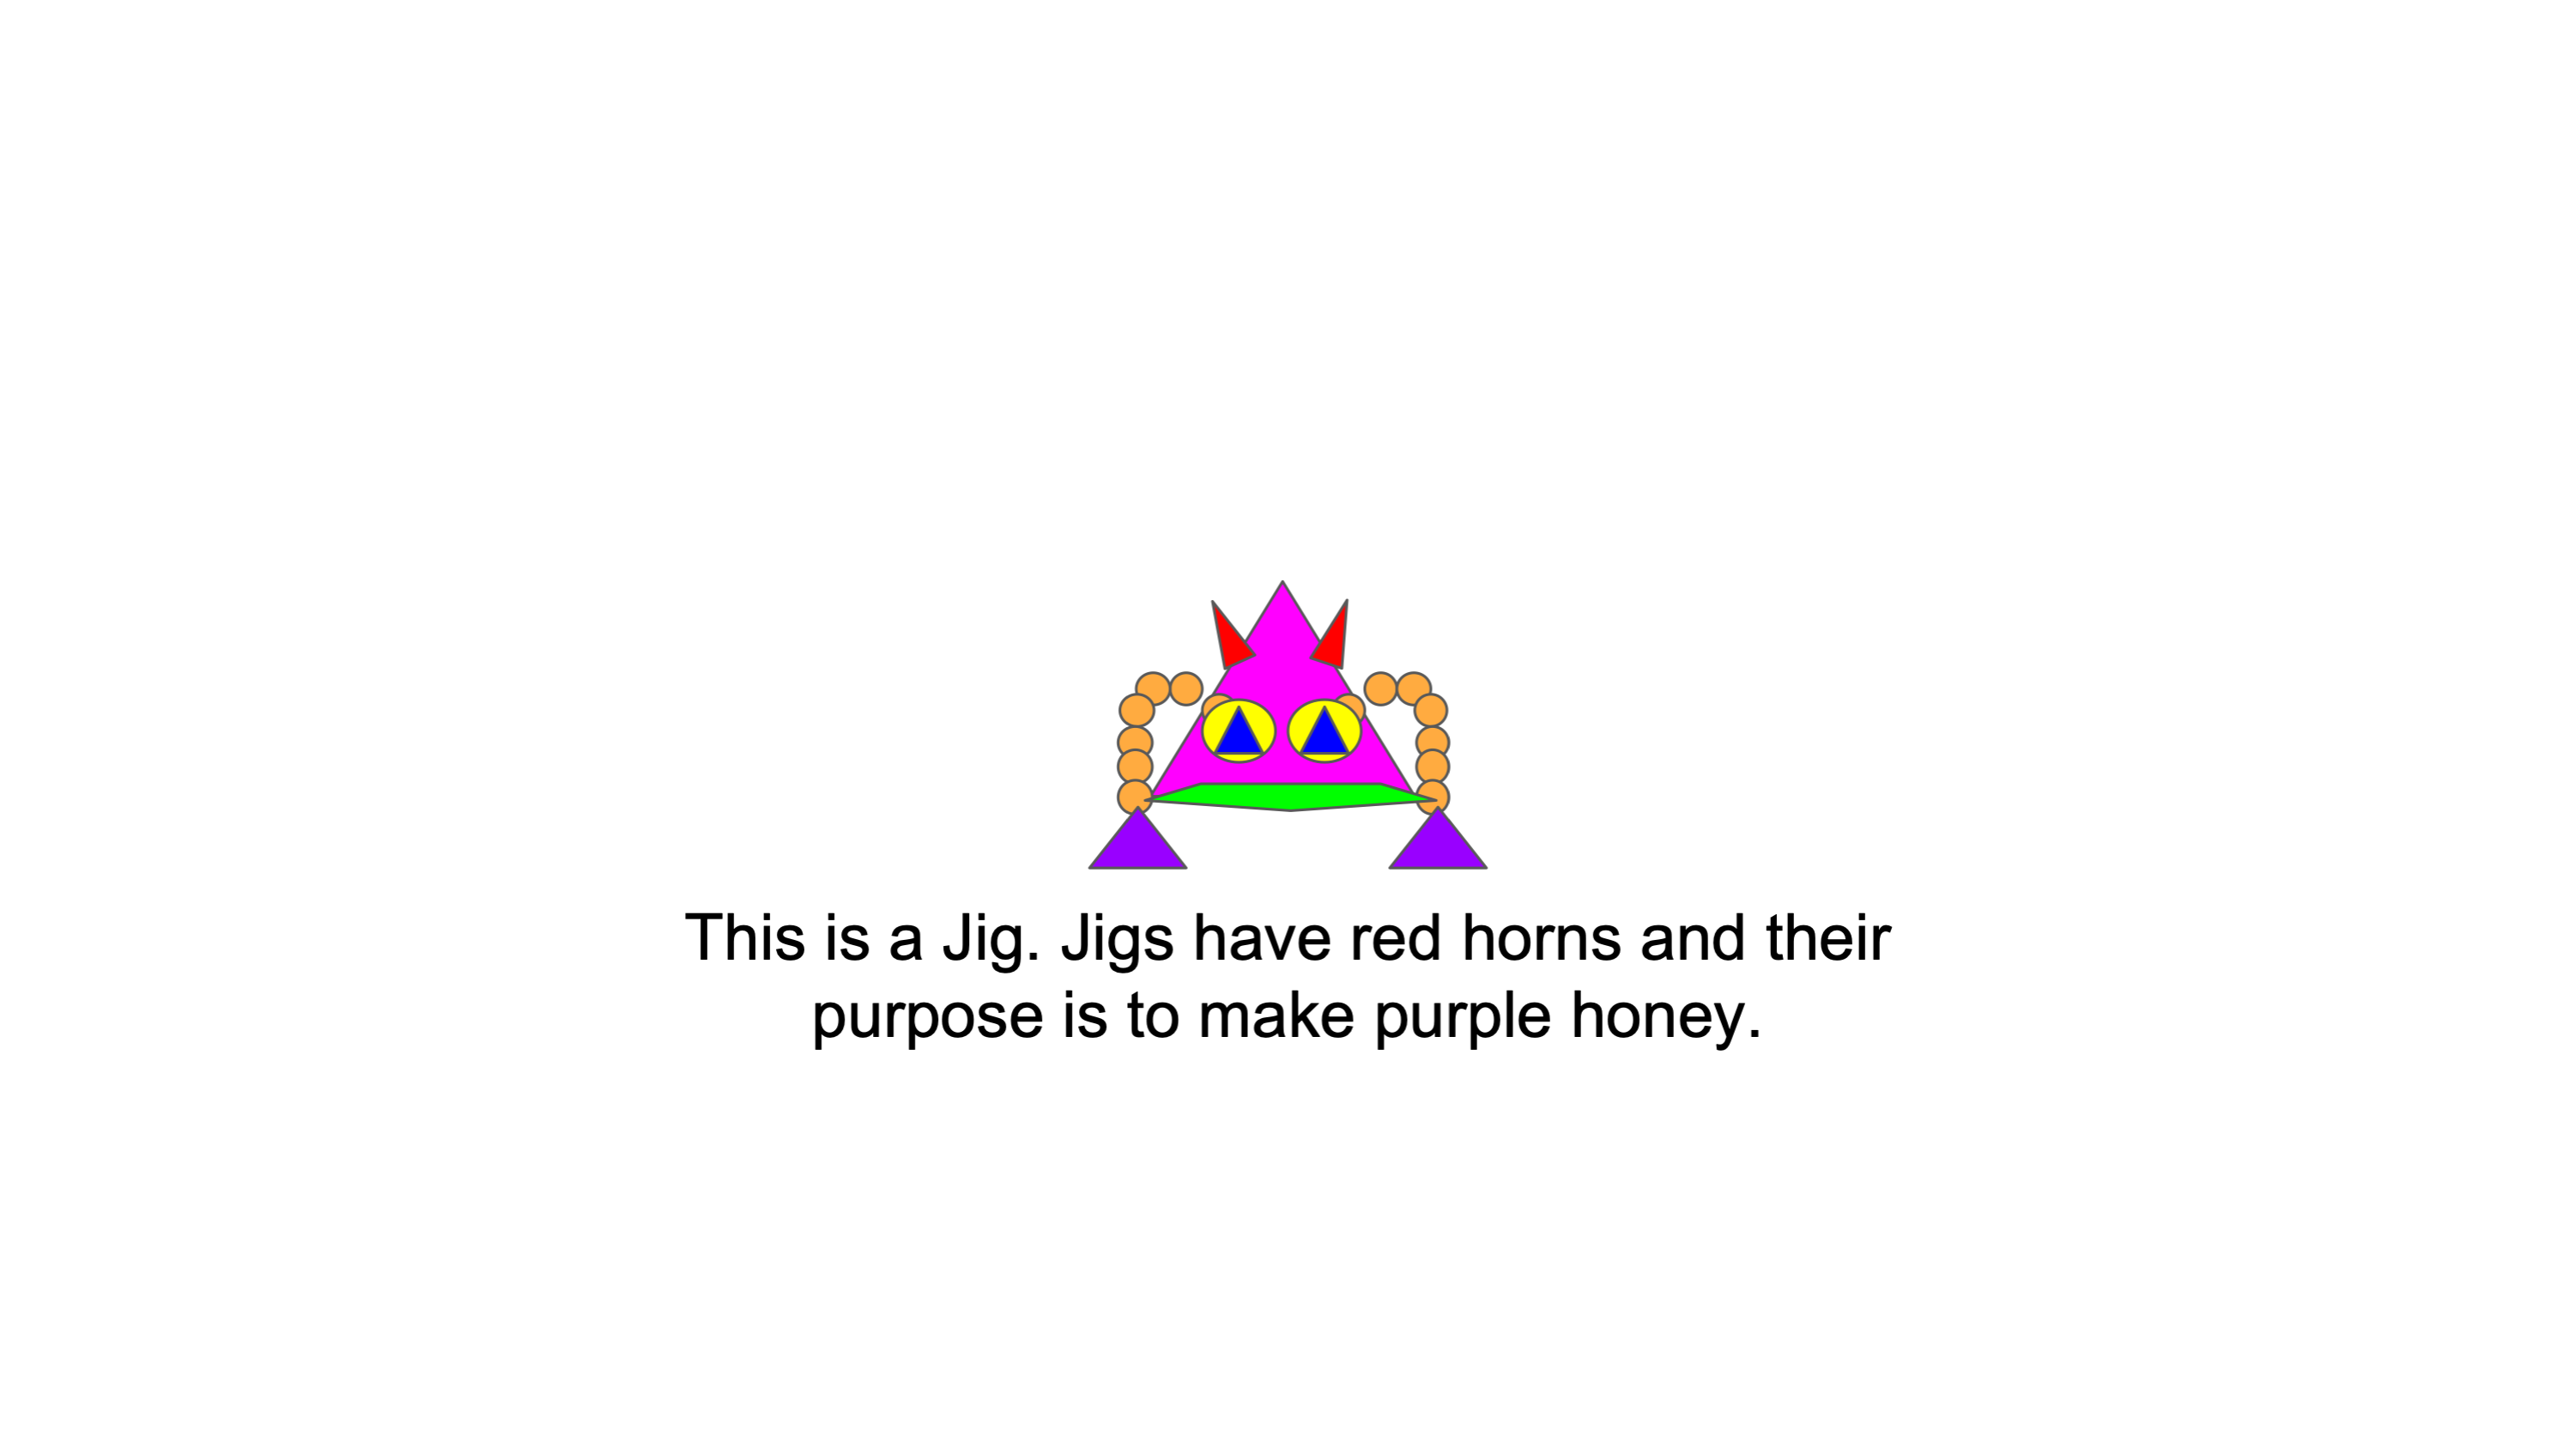 This is a Jig. Jigs have red horns and their
purpose is to make purple honey.